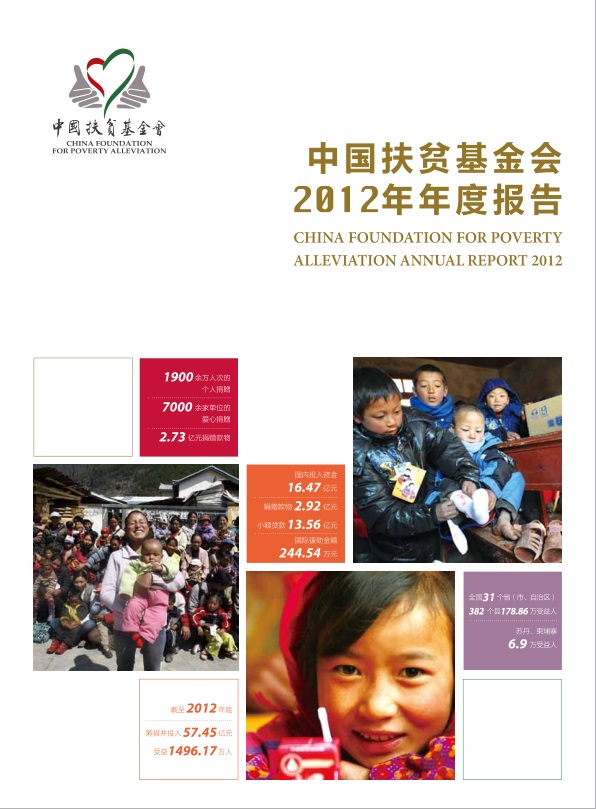 中國扶貧基金會
CHINA FOUNDATION
FOR POVERTY ALLEVIATION
中国扶贫基金会
2012年年度报告
CHINA FOUNDATION FOR POVERTY
ALLEVIATION ANNUAL REPORT 2012
1900余万人次的
个人捐赠
7000余家单位的
爱心捐赠
2.73亿元捐赠款物
国内投入资金
16.47亿元
捐赠款物2.92亿元
小额贷款13.56亿元
国际援助金额
244.54万元
全国31个省（市、自治区）
382个县178.86万受益人
苏丹、柬埔寨
6.9万受益人
截至2012年底
累计投入57.45亿元
受益1496.17万人